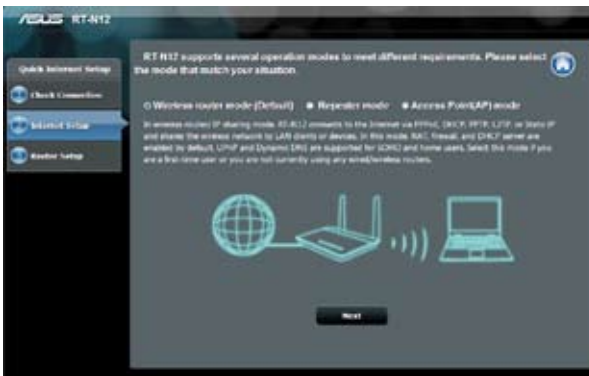 ASUS RT-N12
RT-N12 supports several operation modes to meet different requirements. Please select
the mode that match your situation.
Quick Internet Setup
Check Connection
Internet Setup
Router Setup
Wireless router mode (Default) Repeater mode Access Point(AP) mode
In wireless router/ IP sharing mode, RT-N12 connects to the Internet via PPPoE, DHCP, PPTP, L2TP, or Static IP
and shares the wireless network to LAN clients or devices. In this mode, NAT, firewall, and DHCP server are
enabled by default. UPnP and Dynamic DNS are supported for SOHO and home users. Select this mode if you
are a first-time user or you are not currently using any wired/wireless routers.
Next